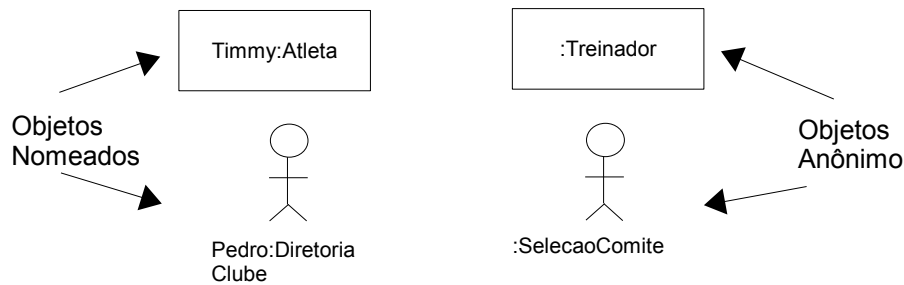 Timmy:Atleta
:Treinador
Objetos
Nomeados
Objetos
Anônimo
Pedro:Diretoria
Clube
:SelecaoComite